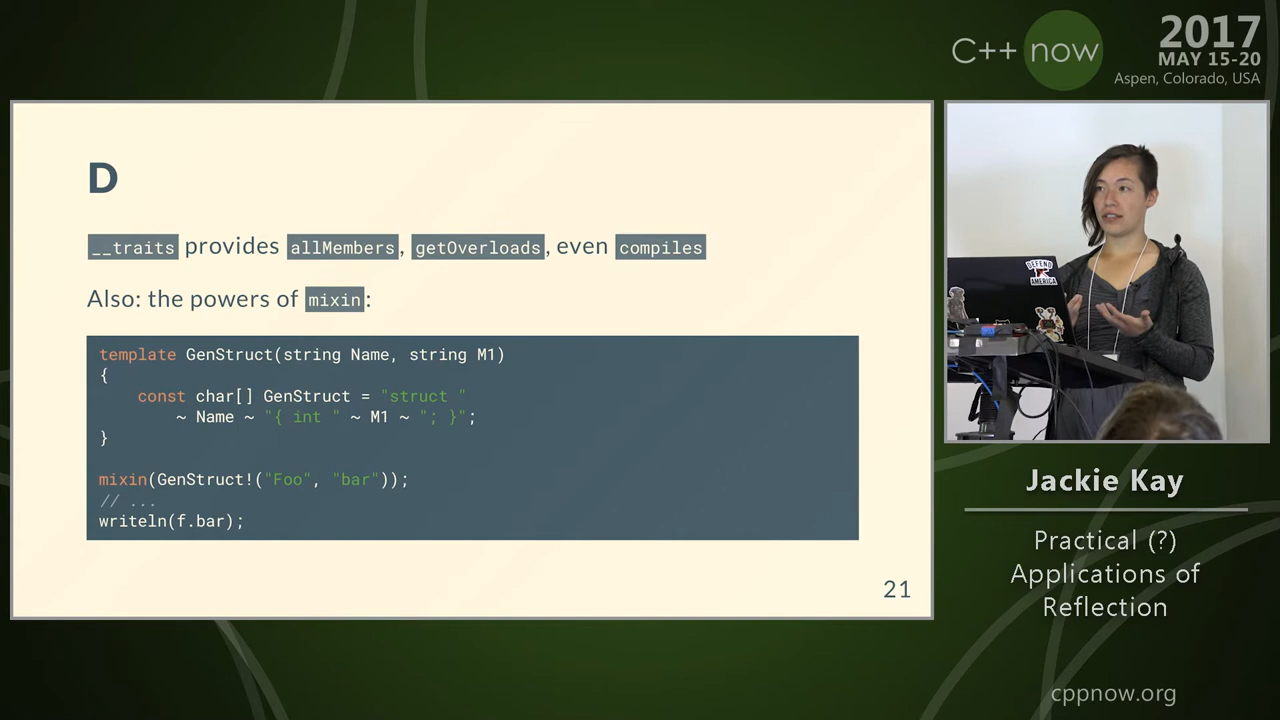 C++ now
2017
MAY 15-20
Aspen, Colorado, USA
D
__traits provides allMembers, getOverloads, even compiles
Also: the powers of mixin:
template GenStruct(string Name, string M1)
{
    const char[] GenStruct = "struct "
        ~ Name ~ "{ int " ~ M1 ~ "; }";
}
mixin(GenStruct!("Foo", "bar"));
// ...
writeln(f.bar);
21
DEFEND
AMERICA
Jackie Kay
Practical (?)
Applications of
Reflection
cppnow.org